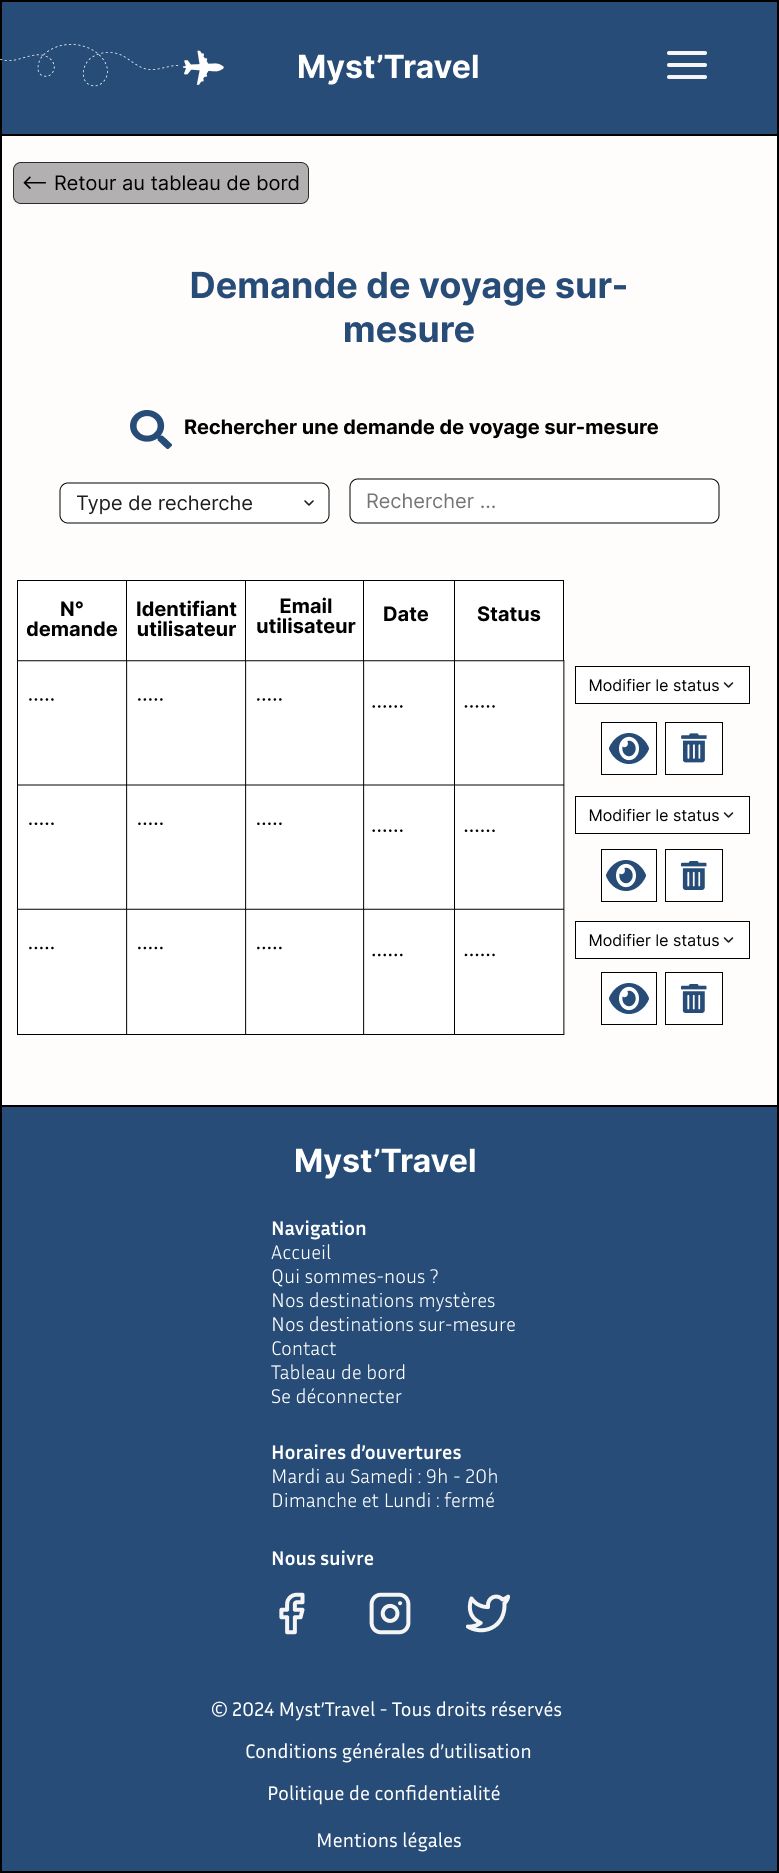 Myst’Travel
Retour au tableau de bord
Demande de voyage sur-
mesure
Rechercher une demande de voyage sur-mesure
Type de recherche
Rechercher ...
N° demande
Identifiant utilisateur
Email utilisateur
Date
Status
..... ..... ..... ...... ......
Modifier le status
..... ..... ..... ...... ......
Modifier le status
..... ..... ..... ...... ......
Modifier le status
Myst’Travel
Navigation
Accueil
Qui sommes-nous ?
Nos destinations mystères
Nos destinations sur-mesure
Contact
Tableau de bord
Se déconnecter
Horaires d’ouvertures
Mardi au Samedi : 9h - 20h
Dimanche et Lundi : fermé
Nous suivre
© 2024 Myst’Travel - Tous droits réservés
Conditions générales d’utilisation
Politique de confidentialité
Mentions légales